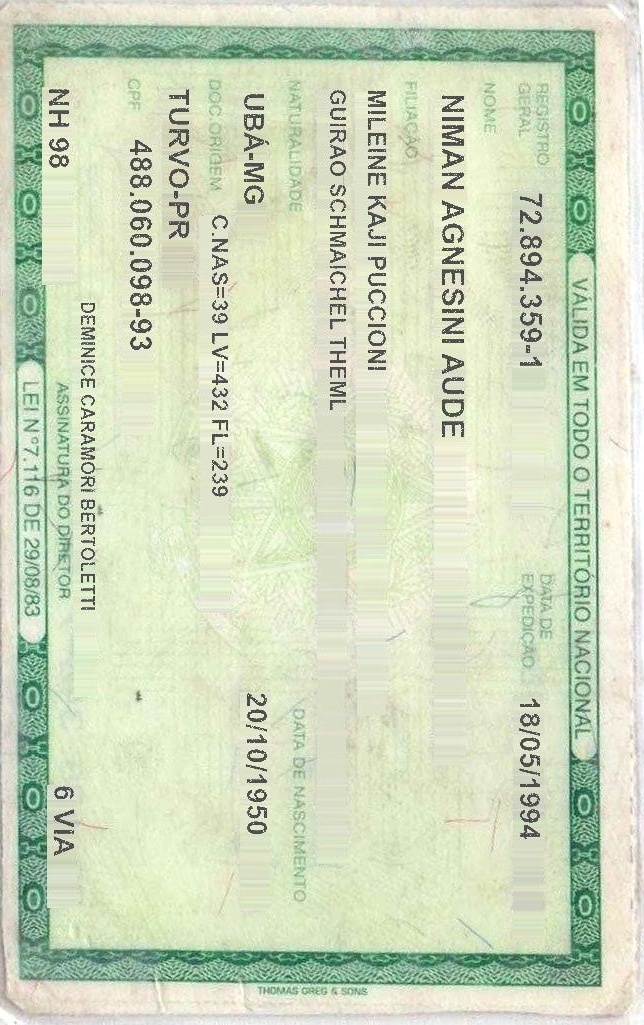 VÁLIDA EM TODO O TERRITÓRIO NACIONAL
REGISTRO GERAL 72.894.359-1 DATA DE EXPEDIÇÃO 18/05/1994
NOME
NIMAN AGNESINI AUDE
FILIAÇÃO
MILEINE KAJI PUCCIONI
GUIRAO SCHMAICHEL THEML
NATURALIDADE DATA DE NASCIMENTO
UBÁ-MG 20/10/1950
DOC ORIGEM C.NAS=39 LV=432 FL=239
TURVO-PR
CPF 488.060.098-93
DEMINICE CARAMORI BERTOLETTI
NH 98 ASSINATURA DO DIRETOR 6 VIA
LEI Nº 7.116 DE 29/08/83
THOMAS GREG & SONS